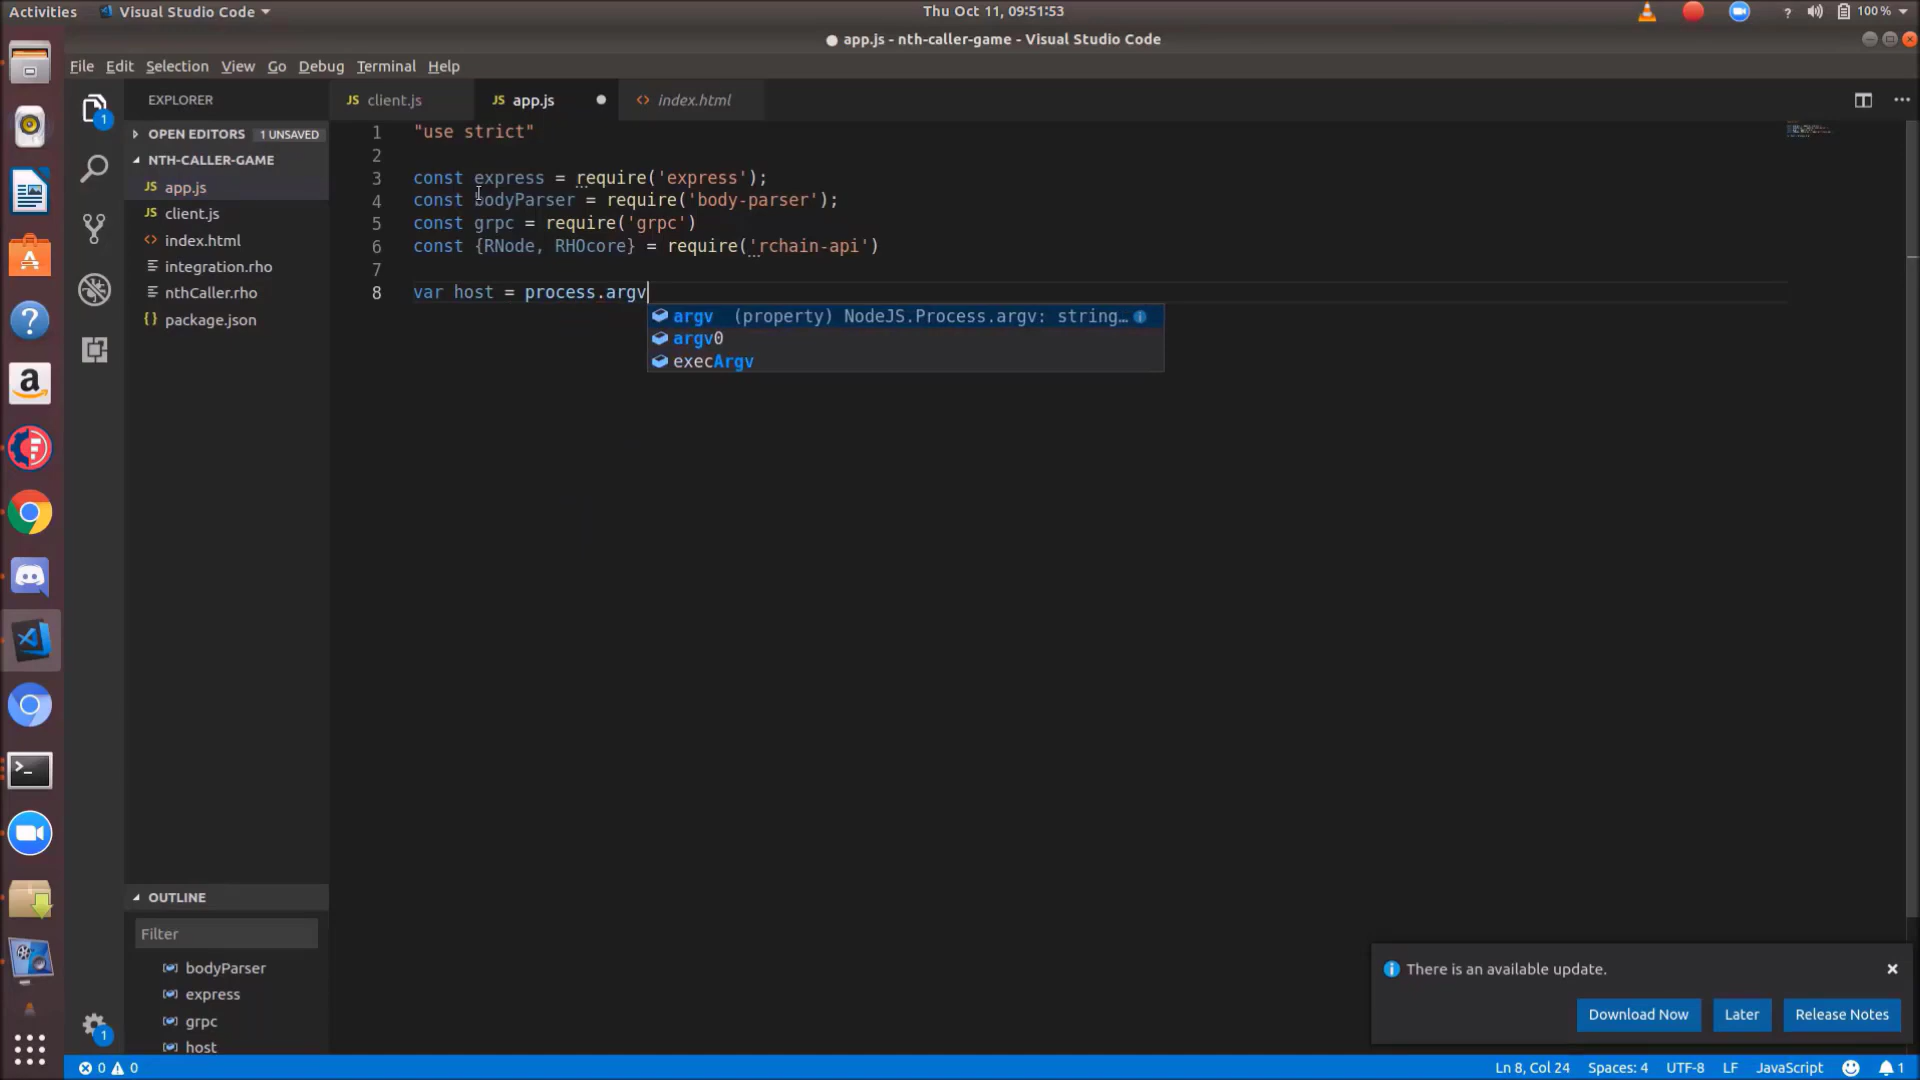 Activities Visual Studio Code Thu Oct 11, 09:51:53 ? 100%
app.js - nth-caller-game - Visual Studio Code
File Edit Selection View Go Debug Terminal Help
EXPLORER
OPEN EDITORS 1 UNSAVED
NTH-CALLER-GAME
JS app.js
JS client.js
<> index.html
integration.rho
nthCaller.rho
{} package.json
OUTLINE
Filter
bodyParser
express
grpc
host
JS client.js JS app.js <> index.html ...
1 "use strict"
2
3 const express = require('express');
4 const bodyParser = require('body-parser');
5 const grpc = require('grpc')
6 const {RNode, RHOcore} = require('rchain-api')
7
8 var host = process.argv
argv (property) NodeJS.Process.argv: string…
argv0
execArgv
There is an available update.
Download Now Later Release Notes
0 0 Ln 8, Col 24 Spaces: 4 UTF-8 LF JavaScript 1
1
1
a